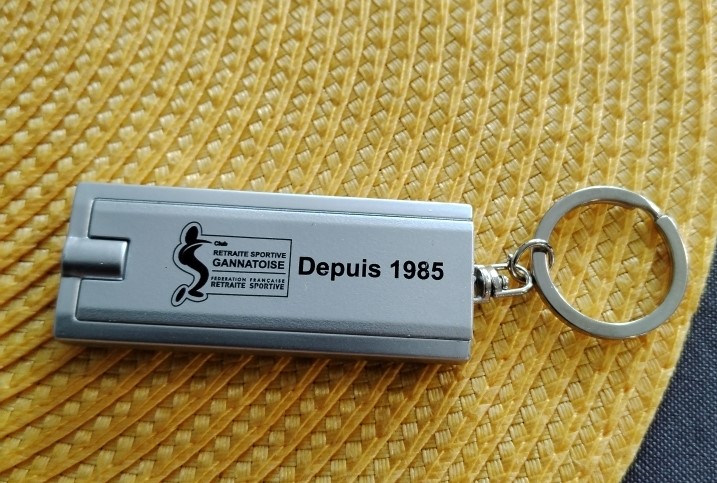 Club
RETRAITE SPORTIVE
GANNATOISE
FEDERATION FRANÇAISE
RETRAITE SPORTIVE
Depuis 1985